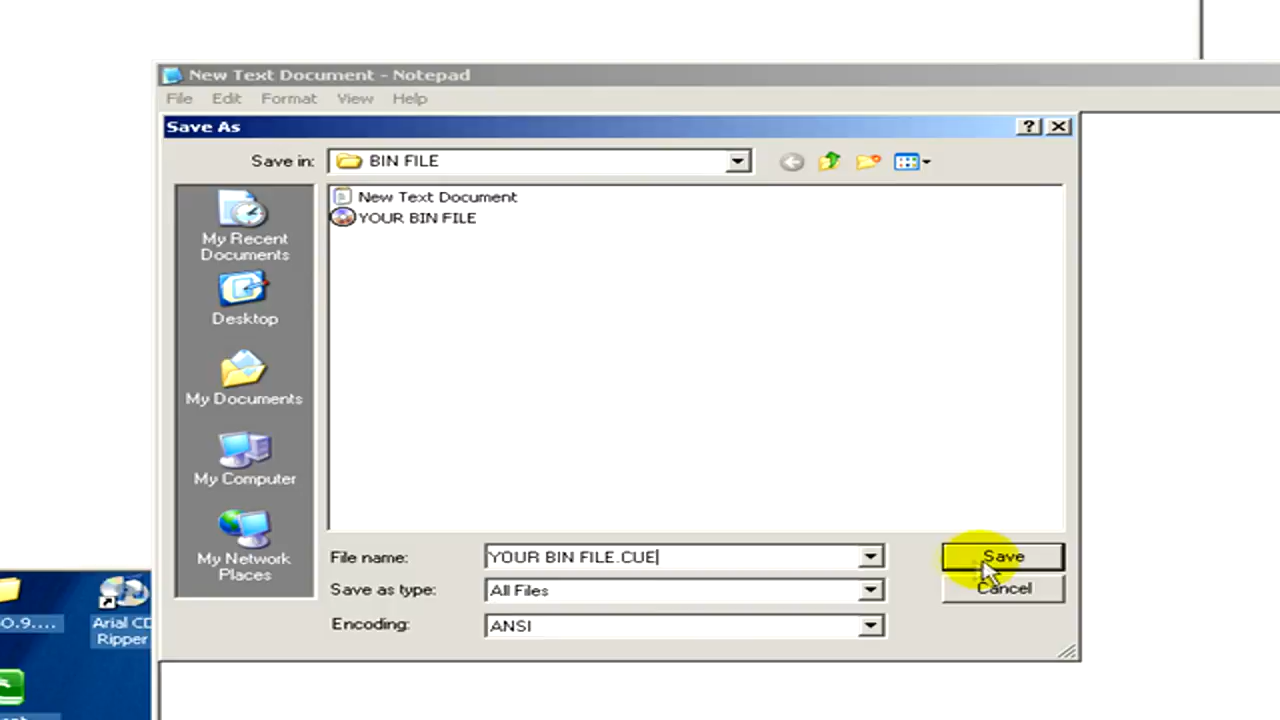 New Text Document - Notepad
File Edit Format View Help
Save As
Save in: BIN FILE
New Text Document
YOUR BIN FILE
My Recent
Documents
Desktop
My Documents
My Computer
My Network
Places
File name: YOUR BIN FILE.CUE
Save
Save as type: All Files
Cancel
Encoding: ANSI
O.9....
Arial CD
Ripper